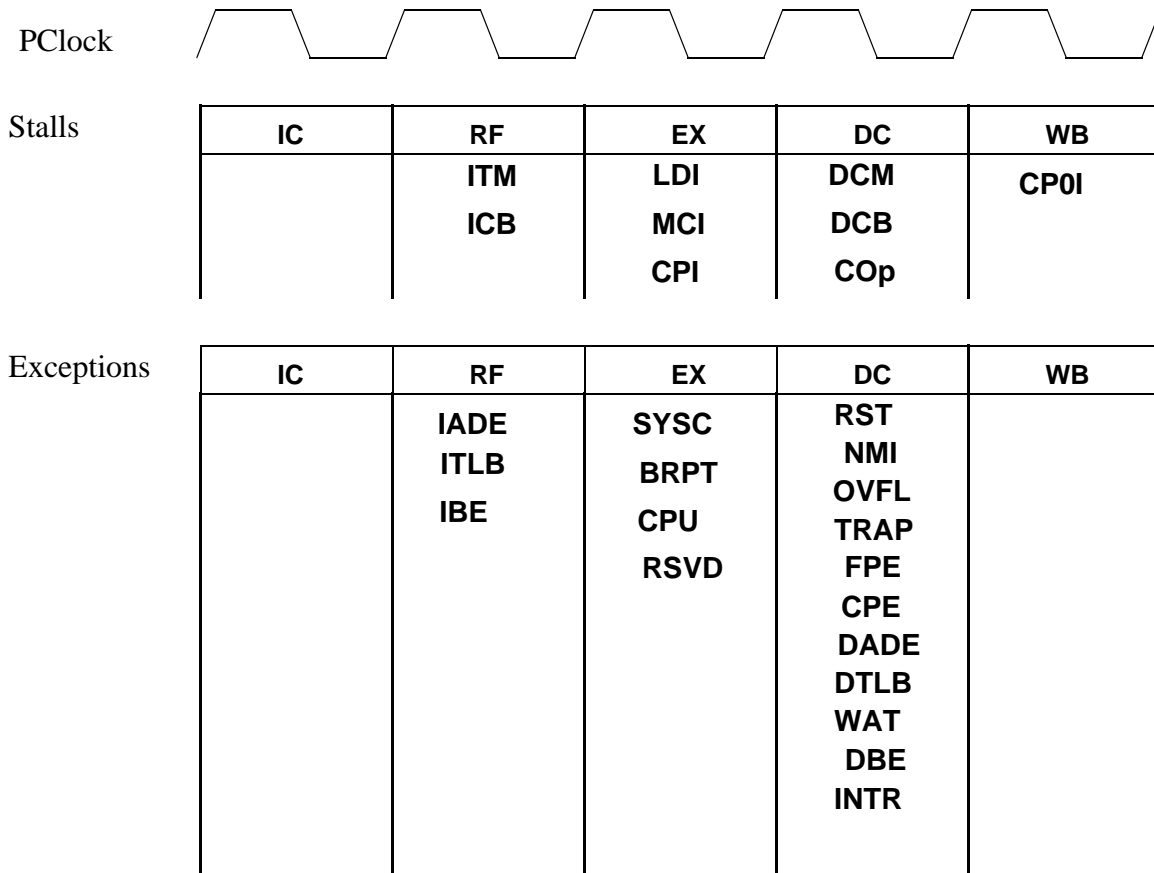 PClock
Stalls
IC RF EX DC WB
ITM LDI DCM CP0I
ICB MCI DCB
CPI COp
Exceptions
IC RF EX DC WB
IADE SYSC RST
ITLB BRPT NMI
IBE CPU OVFL
RSVD TRAP
FPE
CPE
DADE
DTLB
WAT
DBE
INTR